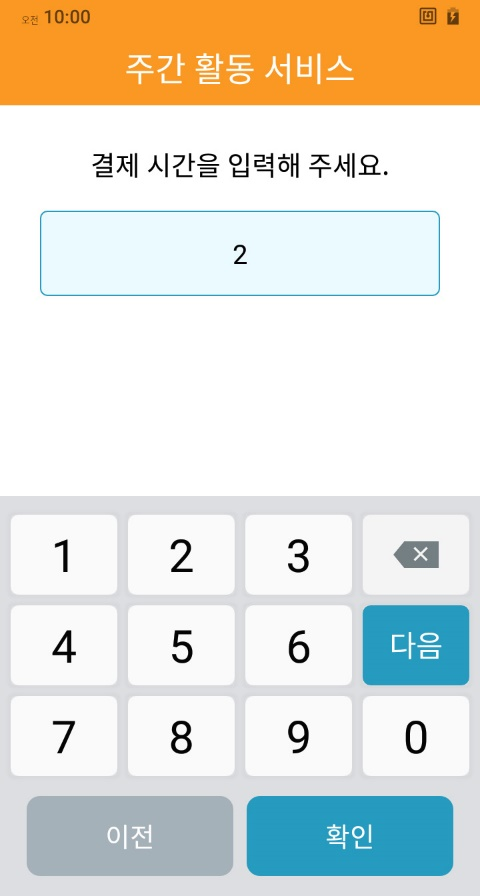 오전 10:00
주간 활동 서비스
결제 시간을 입력해 주세요.
2
1 2 3
4 5 6 다음
7 8 9 0
이전 확인